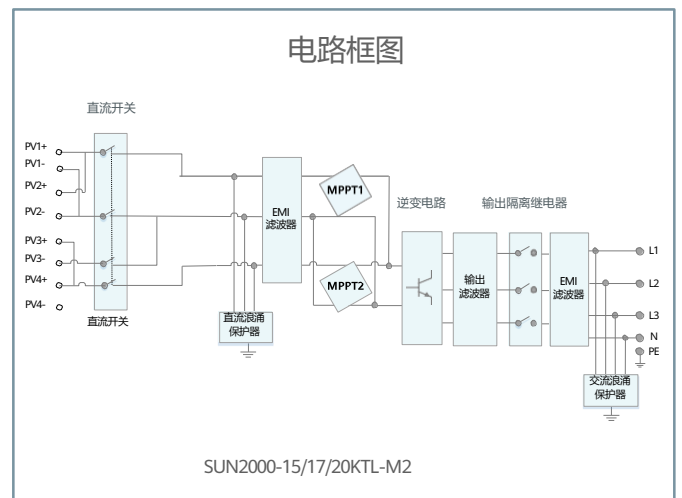 电路框图
直流开关
PV1+
PV1-
PV2+
PV2-
PV3+
PV3-
PV4+
PV4-
直流开关
EMI
滤波器
MPPT1
MPPT2
直流浪涌
保护器
逆变电路
输出隔离继电器
输出
滤波器
EMI
滤波器
L1
L2
L3
N
PE
交流浪涌
保护器
SUN2000-15/17/20KTL-M2